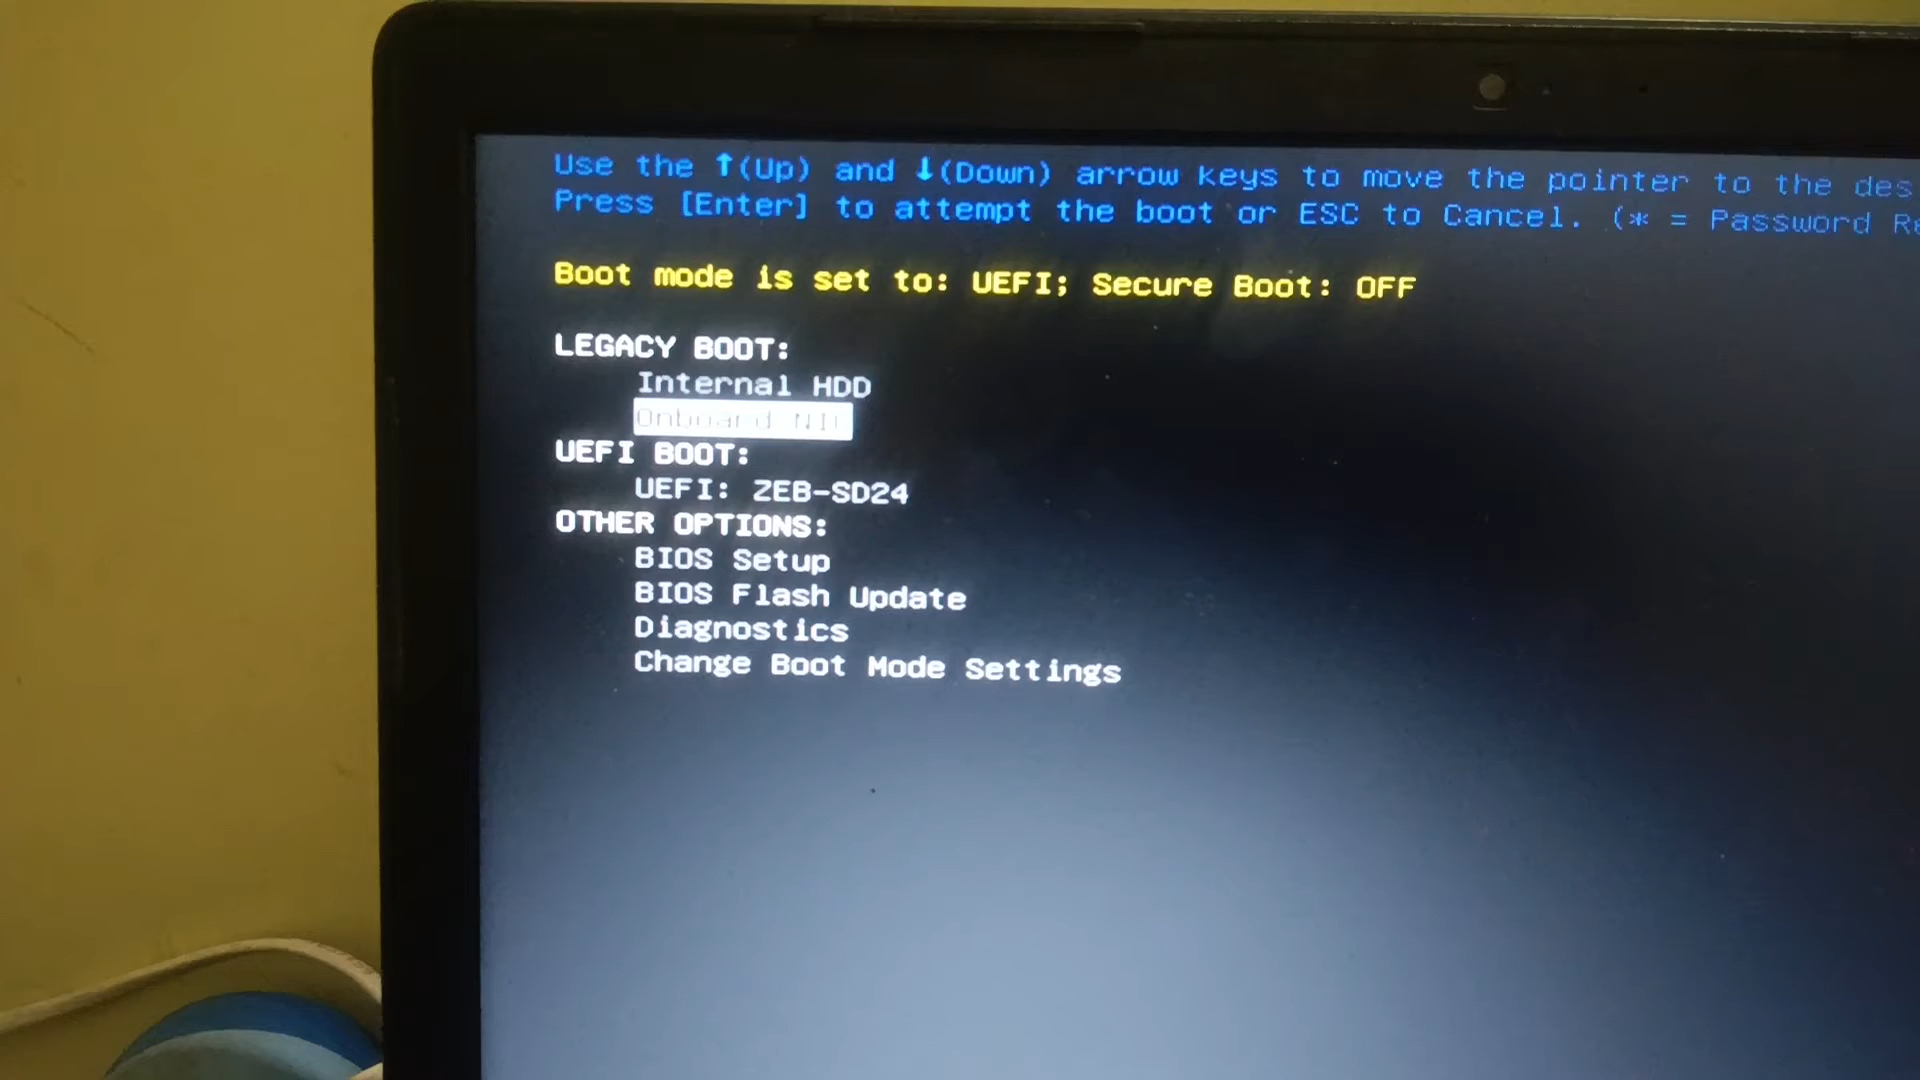 Use the ↑(Up) and ↓(Down) arrow keys to move the pointer to the
Press [Enter] to attempt the boot or ESC to Cancel. (* = Password
Boot mode is set to: UEFI; Secure Boot: OFF
LEGACY BOOT:
Internal HDD
Onboard NIC
UEFI BOOT:
UEFI: ZEB-SD24
OTHER OPTIONS:
BIOS Setup
BIOS Flash Update
Diagnostics
Change Boot Mode Settings